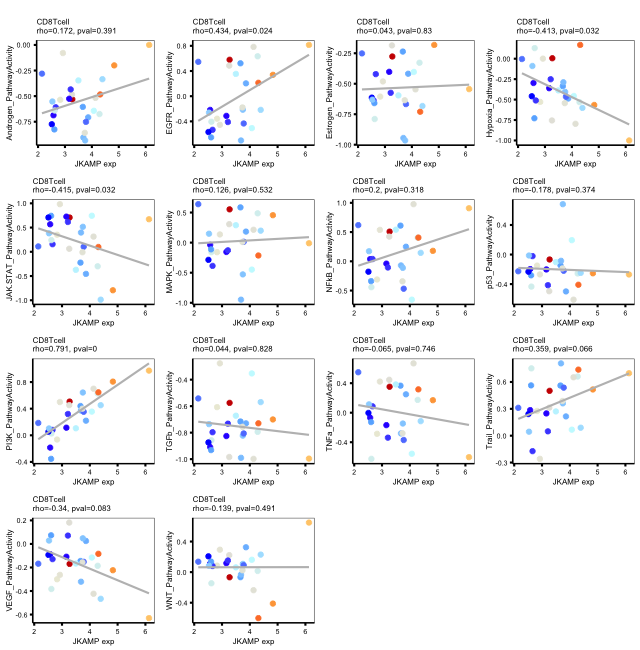 CD8Tcell
rho=0.172, pval=0.391
0.00
-0.25
-0.50
-0.75
Androgen_PathwayActivity
2 3 4 5 6
JKAMP exp
CD8Tcell
rho=0.434, pval=0.024
0.8
0.4
0.0
-0.4
EGFR_PathwayActivity
2 3 4 5 6
JKAMP exp
CD8Tcell
rho=0.043, pval=0.83
-0.25
-0.50
-0.75
-1.00
Estrogen_PathwayActivity
2 3 4 5 6
JKAMP exp
CD8Tcell
rho=-0.413, pval=0.032
0.0
-0.5
-1.0
Hypoxia_PathwayActivity
2 3 4 5 6
JKAMP exp
CD8Tcell
rho=-0.415, pval=0.032
1.0
0.5
0.0
-0.5
-1.0
JAK.STAT_PathwayActivity
2 3 4 5 6
JKAMP exp
CD8Tcell
rho=0.126, pval=0.532
0.5
0.0
-0.5
-1.0
MAPK_PathwayActivity
2 3 4 5 6
JKAMP exp
CD8Tcell
rho=0.2, pval=0.318
1.0
0.5
0.0
-0.5
NFkB_PathwayActivity
2 3 4 5 6
JKAMP exp
CD8Tcell
rho=-0.178, pval=0.374
0.4
0.0
-0.4
p53_PathwayActivity
2 3 4 5 6
JKAMP exp
CD8Tcell
rho=0.791, pval=0
1.2
0.8
0.4
0.0
-0.4
PI3K_PathwayActivity
2 3 4 5 6
JKAMP exp
CD8Tcell
rho=0.044, pval=0.828
-0.4
-0.6
-0.8
-1.0
TGFb_PathwayActivity
2 3 4 5 6
JKAMP exp
CD8Tcell
rho=-0.065, pval=0.746
0.4
0.0
-0.4
TNFa_PathwayActivity
2 3 4 5 6
JKAMP exp
CD8Tcell
rho=0.359, pval=0.066
0.6
0.3
0.0
-0.3
Trail_PathwayActivity
2 3 4 5 6
JKAMP exp
CD8Tcell
rho=-0.34, pval=0.083
0.2
0.0
-0.2
-0.4
-0.6
VEGF_PathwayActivity
2 3 4 5 6
JKAMP exp
CD8Tcell
rho=-0.139, pval=0.491
0.4
0.0
-0.4
WNT_PathwayActivity
2 3 4 5 6
JKAMP exp